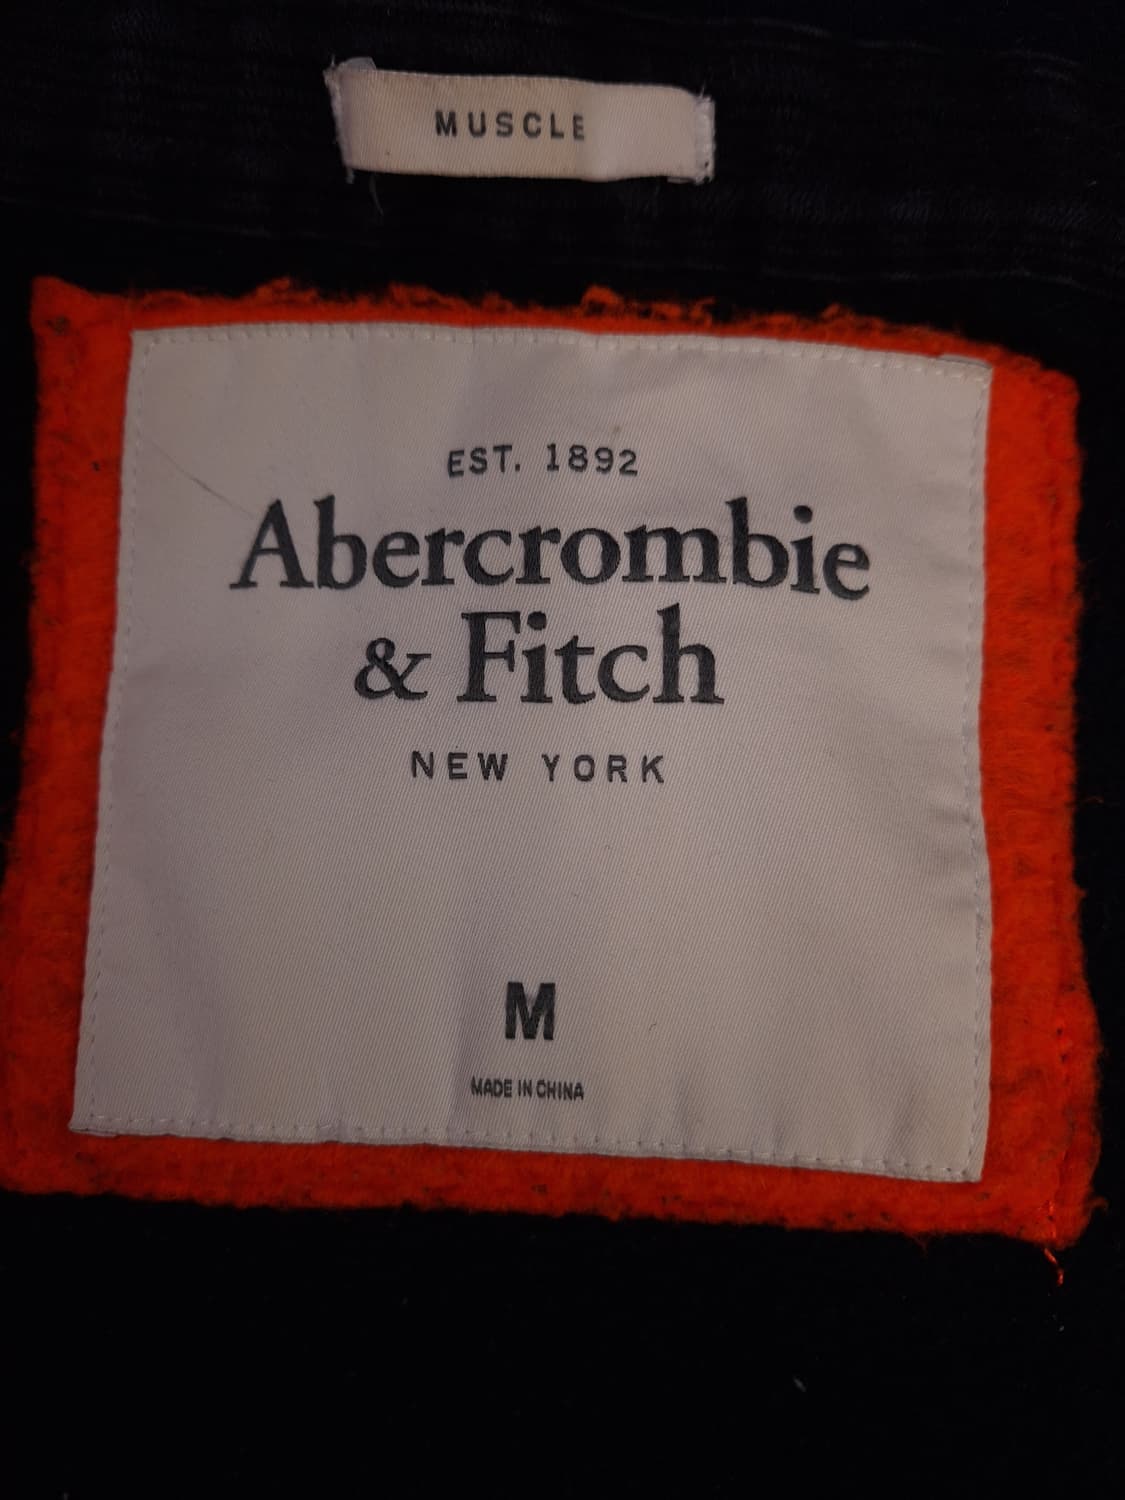 MUSCLE
EST. 1892
Abercrombie
& Fitch
NEW YORK
M
MADE IN CHINA